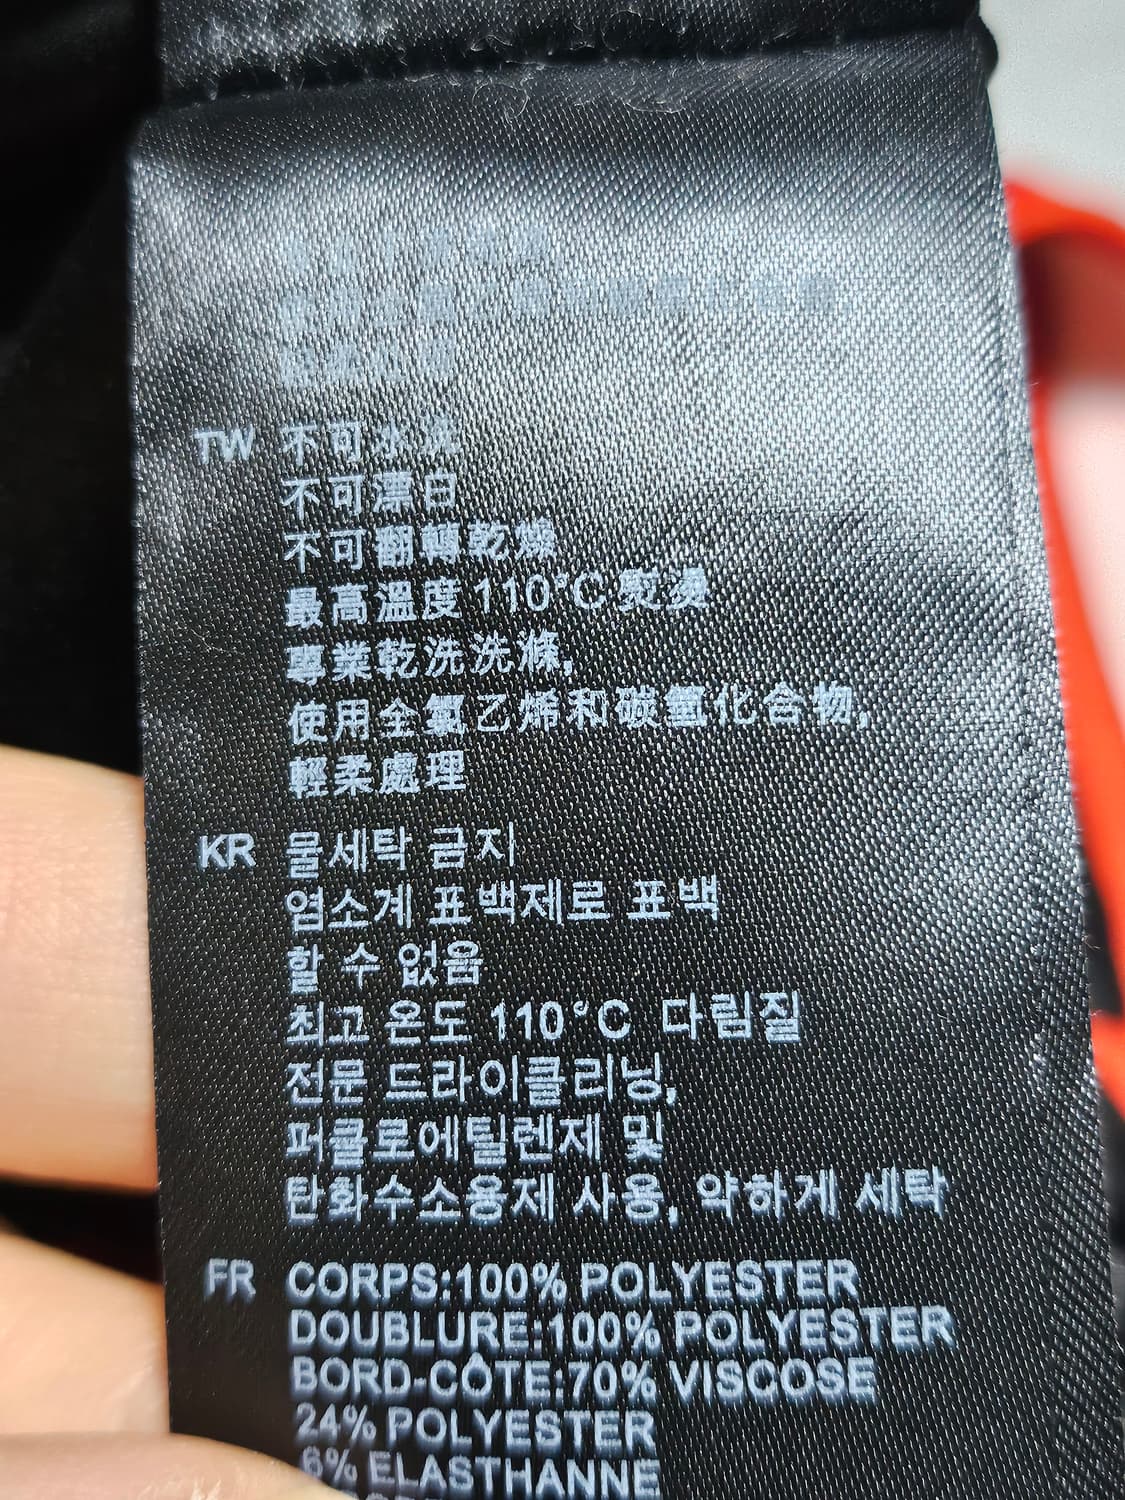 TW 不可水洗
不可漂白
不可翻轉乾燥
最高溫度110°C熨燙
專業乾洗洗滌,
使用全氯乙烯和碳氫化合物,
輕柔處理
KR 물세탁 금지
염소계 표백제로 표백
할 수 없음
최고 온도 110°C 다림질
전문 드라이클리닝,
퍼클로에틸렌제 및
탄화수소용제 사용, 약하게 세탁
FR CORPS:100% POLYESTER
DOUBLURE:100% POLYESTER
BORD-CÔTE:70% VISCOSE
24% POLYESTER
6% ELASTHANNE